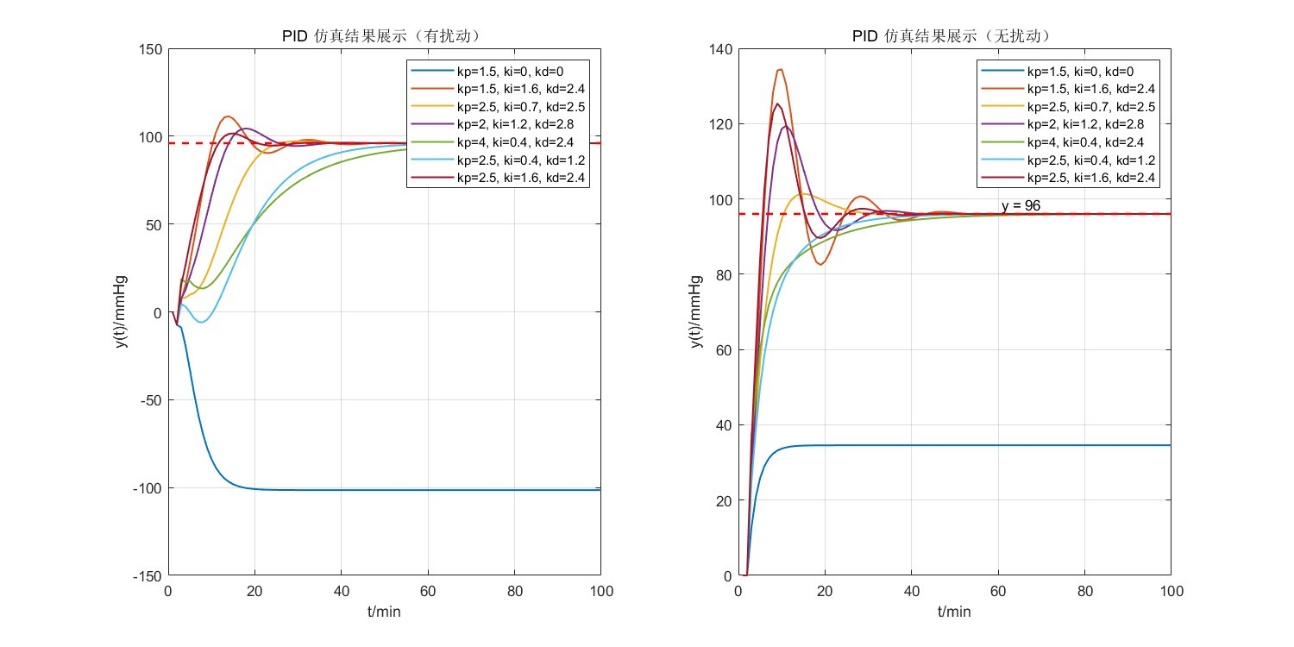 PID 仿真结果展示（有扰动）
150
100
50
0
-50
-100
-150
y(t)/mmHg
0 20 40 60 80 100
t/min
kp=1.5, ki=0, kd=0
kp=1.5, ki=1.6, kd=2.4
kp=2.5, ki=0.7, kd=2.5
kp=2, ki=1.2, kd=2.8
kp=4, ki=0.4, kd=2.4
kp=2.5, ki=0.4, kd=1.2
kp=2.5, ki=1.6, kd=2.4
PID 仿真结果展示（无扰动）
140
120
100
80
60
40
20
0
y(t)/mmHg
0 20 40 60 80 100
t/min
kp=1.5, ki=0, kd=0
kp=1.5, ki=1.6, kd=2.4
kp=2.5, ki=0.7, kd=2.5
kp=2, ki=1.2, kd=2.8
kp=4, ki=0.4, kd=2.4
kp=2.5, ki=0.4, kd=1.2
kp=2.5, ki=1.6, kd=2.4
y = 96